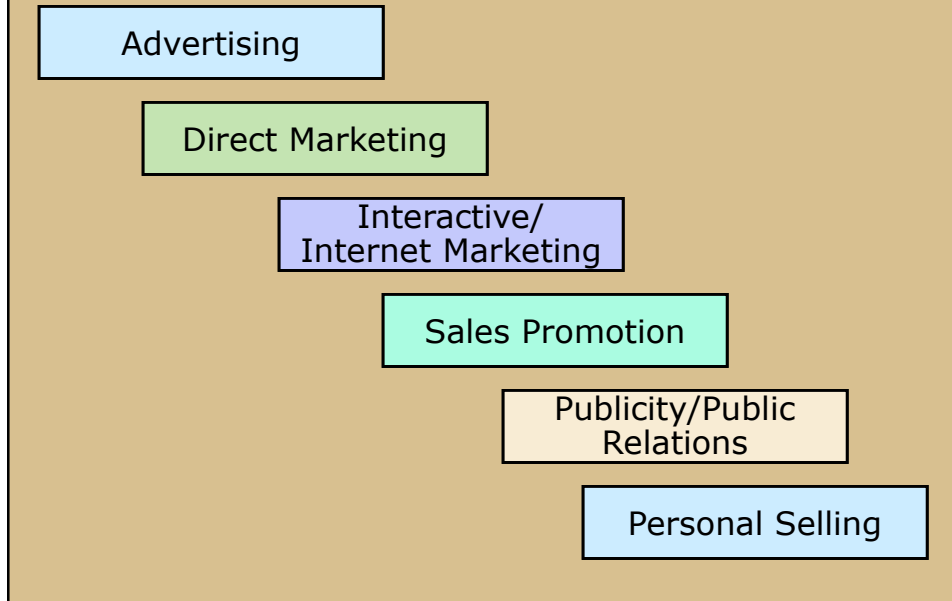 Advertising
Direct Marketing
Interactive/
Internet Marketing
Sales Promotion
Publicity/Public
Relations
Personal Selling